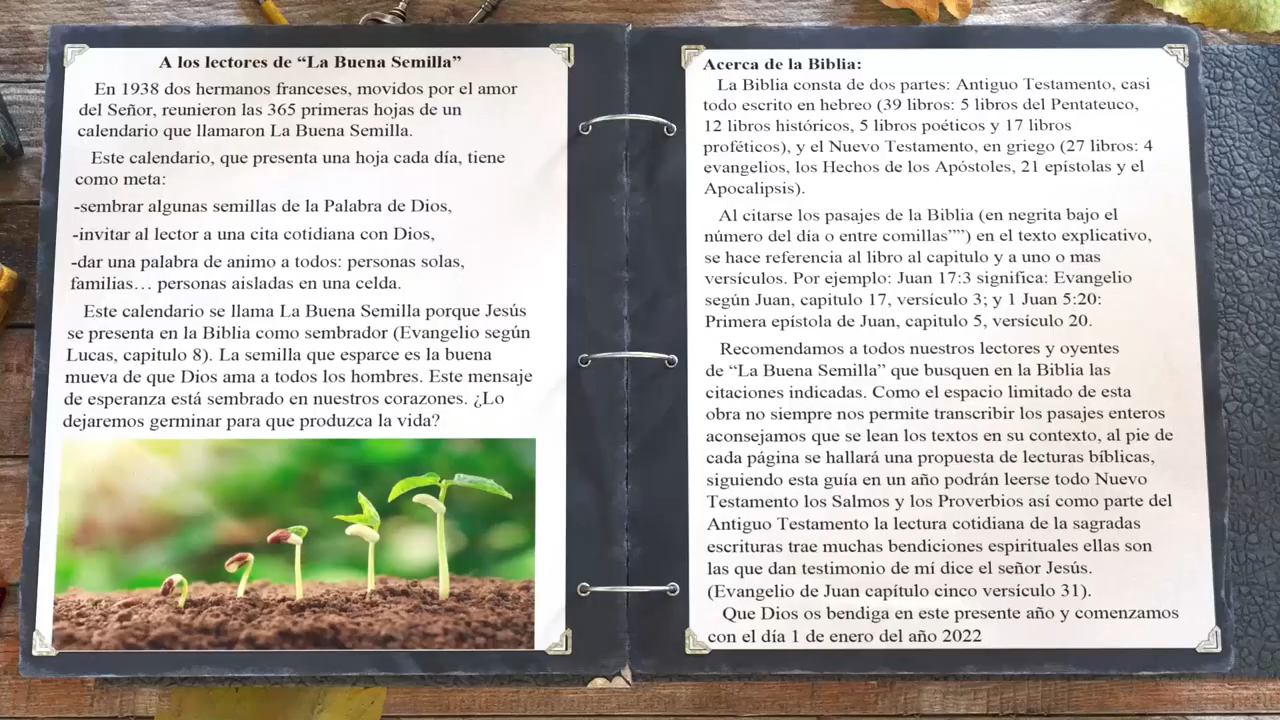 A los lectores de “La Buena Semilla”
En 1938 dos hermanos franceses, movidos por el amor
del Señor, reunieron las 365 primeras hojas de un
calendario que llamaron La Buena Semilla.
Este calendario, que presenta una hoja cada día, tiene
como meta:
-sembrar algunas semillas de la Palabra de Dios,
-invitar al lector a una cita cotidiana con Dios,
-dar una palabra de animo a todos: personas solas,
familias… personas aisladas en una celda.
Este calendario se llama La Buena Semilla porque Jesús
se presenta en la Biblia como sembrador (Evangelio según
Lucas, capitulo 8). La semilla que esparce es la buena
mueva de que Dios ama a todos los hombres. Este mensaje
de esperanza está sembrado en nuestros corazones. ¿Lo
dejaremos germinar para que produzca la vida?
Acerca de la Biblia:
La Biblia consta de dos partes: Antiguo Testamento, casi
todo escrito en hebreo (39 libros: 5 libros del Pentateuco,
12 libros históricos, 5 libros poéticos y 17 libros
proféticos), y el Nuevo Testamento, en griego (27 libros: 4
evangelios, los Hechos de los Apóstoles, 21 epístolas y el
Apocalipsis).
Al citarse los pasajes de la Biblia (en negrita bajo el
número del día o entre comillas””) en el texto explicativo,
se hace referencia al libro al capitulo y a uno o mas
versículos. Por ejemplo: Juan 17:3 significa: Evangelio
según Juan, capitulo 17, versículo 3; y 1 Juan 5:20:
Primera epístola de Juan, capitulo 5, versículo 20.
Recomendamos a todos nuestros lectores y oyentes
de “La Buena Semilla” que busquen en la Biblia las
citaciones indicadas. Como el espacio limitado de esta
obra no siempre nos permite transcribir los pasajes enteros
aconsejamos que se lean los textos en su contexto, al pie de
cada página se hallará una propuesta de lecturas bíblicas,
siguiendo esta guía en un año podrán leerse todo Nuevo
Testamento los Salmos y los Proverbios así como parte del
Antiguo Testamento la lectura cotidiana de la sagradas
escrituras trae muchas bendiciones espirituales ellas son
las que dan testimonio de mí dice el señor Jesús.
(Evangelio de Juan capítulo cinco versículo 31).
Que Dios os bendiga en este presente año y comenzamos
con el día 1 de enero del año 2022